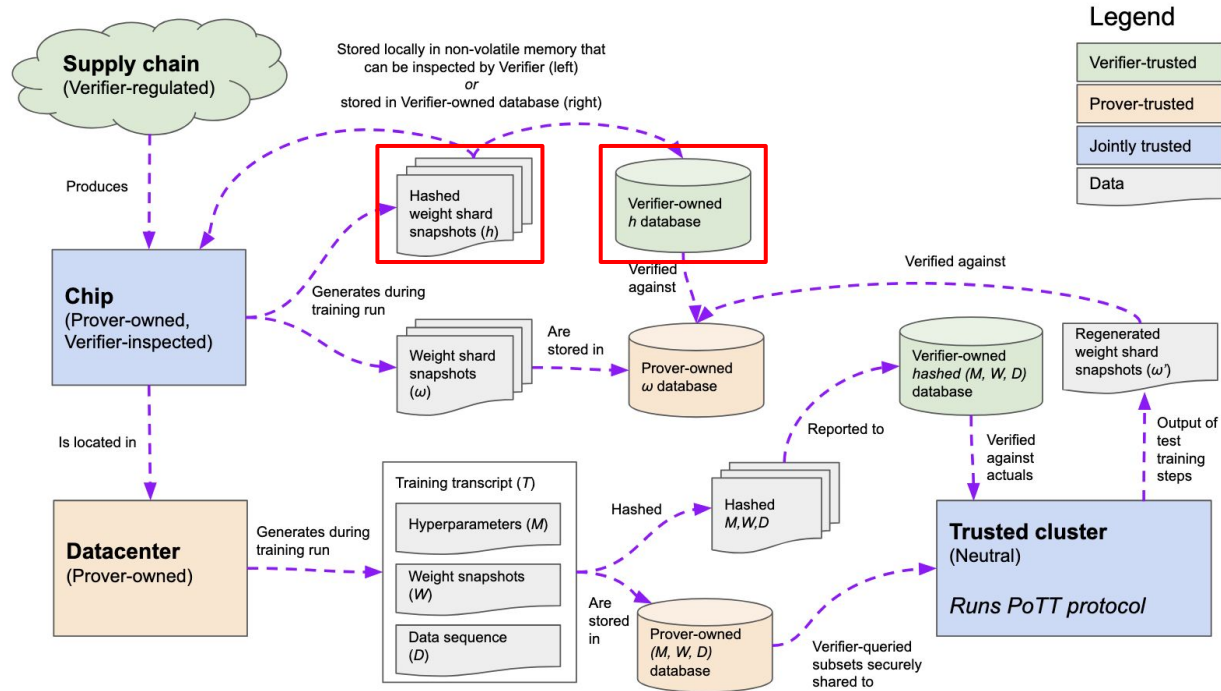 Supply chain
(Verifier-regulated)
Stored locally in non-volatile memory that
can be inspected by Verifier (left)
or
stored in Verifier-owned database (right)
Legend
Verifier-trusted
Prover-trusted
Jointly trusted
Data
Produces
Hashed
weight shard
snapshots (h)
Verifier-owned
h database
Chip
(Prover-owned,
Verifier-inspected)
Generates during
training run
Verified
against
Verified against
Weight shard
snapshots
(ω)
Are
stored in
Prover-owned
ω database
Verifier-owned
hashed (M, W, D)
database
Regenerated
weight shard
snapshots (ω')
Is located in
Reported to
Verified
against
actuals
Output of
test
training
steps
Datacenter
(Prover-owned)
Generates during
training run
Training transcript (T)
Hyperparameters (M)
Weight snapshots
(W)
Data sequence
(D)
Hashed
Hashed
M,W,D
Are
stored
in
Prover-owned
(M, W, D)
database
Verifier-queried
subsets securely
shared to
Trusted cluster
(Neutral)
Runs PoTT protocol